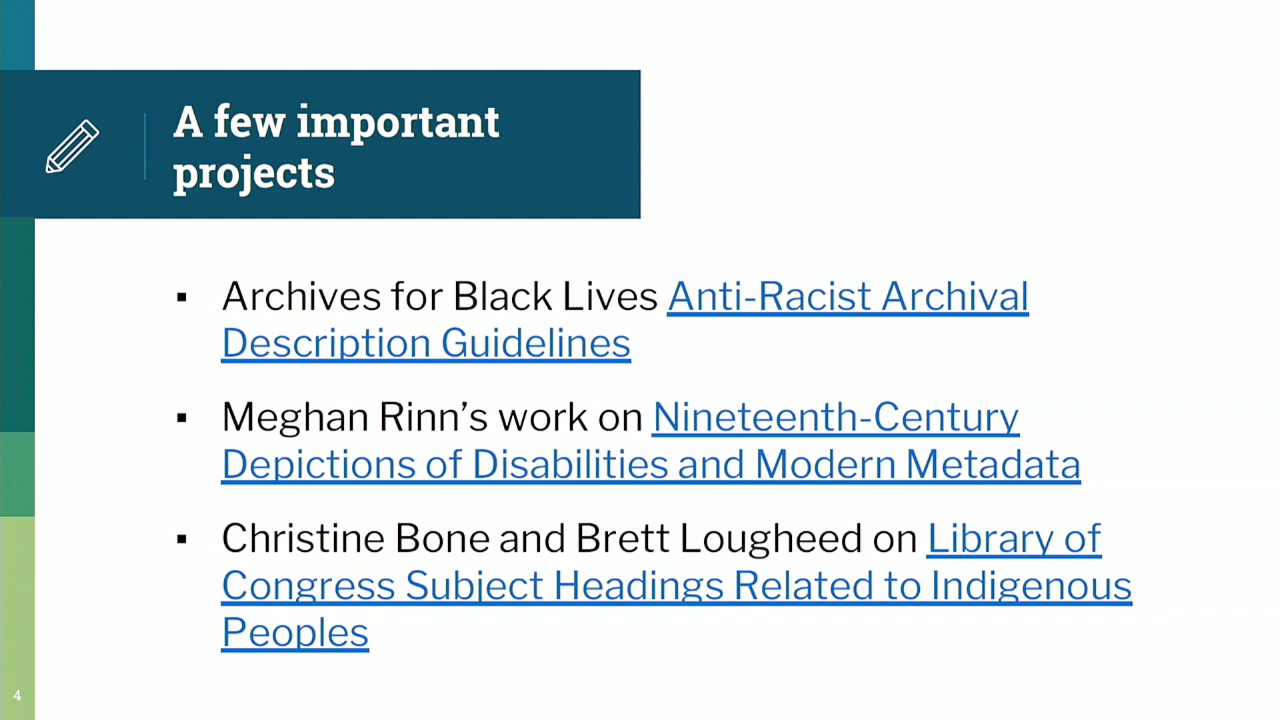 A few important
projects
▪ Archives for Black Lives Anti-Racist Archival
Description Guidelines
▪ Meghan Rinn’s work on Nineteenth-Century
Depictions of Disabilities and Modern Metadata
▪ Christine Bone and Brett Lougheed on Library of
Congress Subject Headings Related to Indigenous
Peoples
4